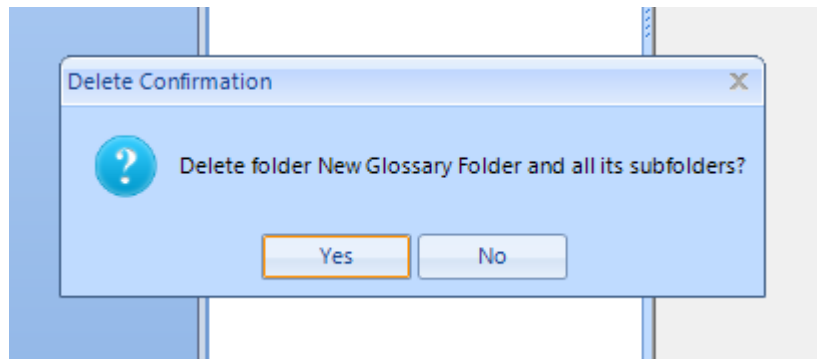 Delete Confirmation
Delete folder New Glossary Folder and all its subfolders?
Yes
No